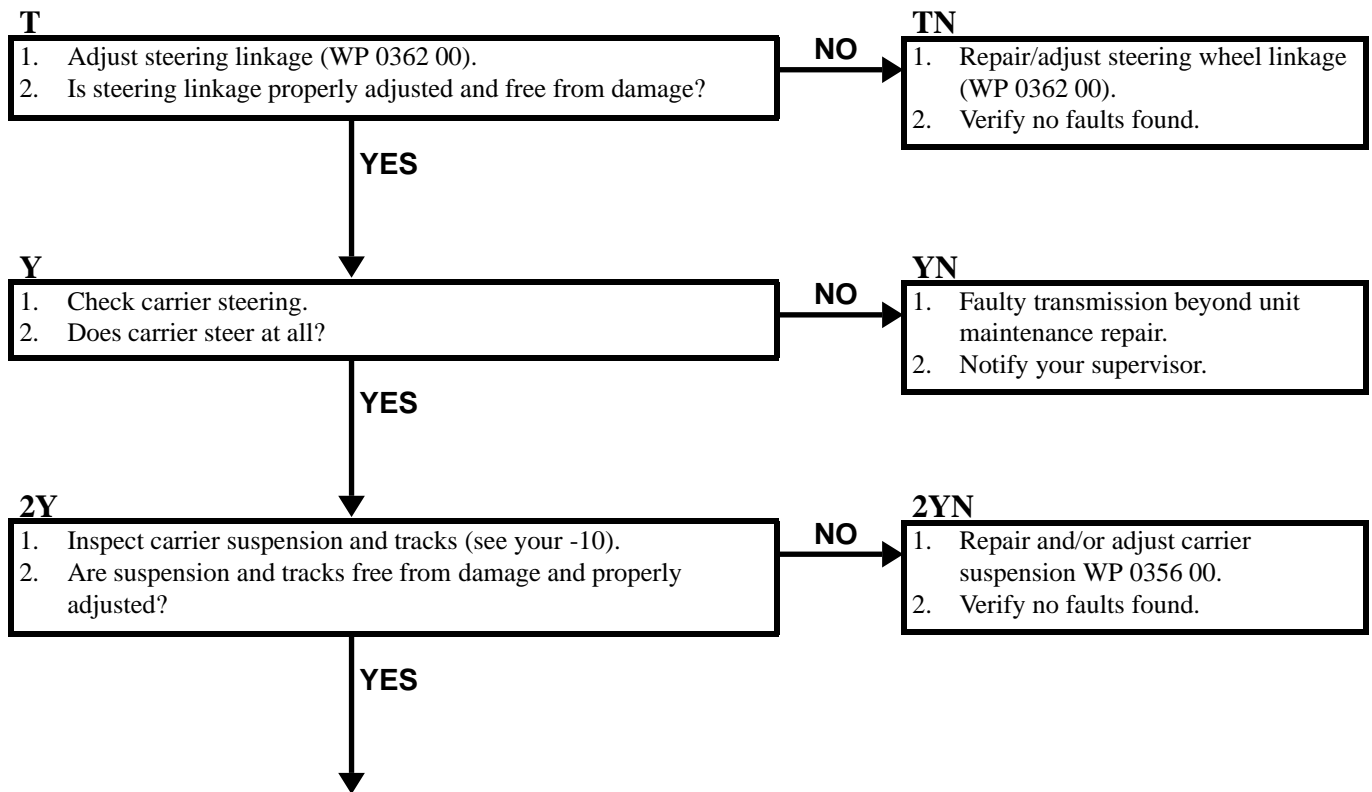 T
1. Adjust steering linkage (WP 0362 00).
2. Is steering linkage properly adjusted and free from damage?
NO
TN
1. Repair/adjust steering wheel linkage
(WP 0362 00).
2. Verify no faults found.
YES
Y
1. Check carrier steering.
2. Does carrier steer at all?
NO
YN
1. Faulty transmission beyond unit
maintenance repair.
2. Notify your supervisor.
YES
2Y
1. Inspect carrier suspension and tracks (see your -10).
2. Are suspension and tracks free from damage and properly
adjusted?
NO
2YN
1. Repair and/or adjust carrier
suspension WP 0356 00.
2. Verify no faults found.
YES